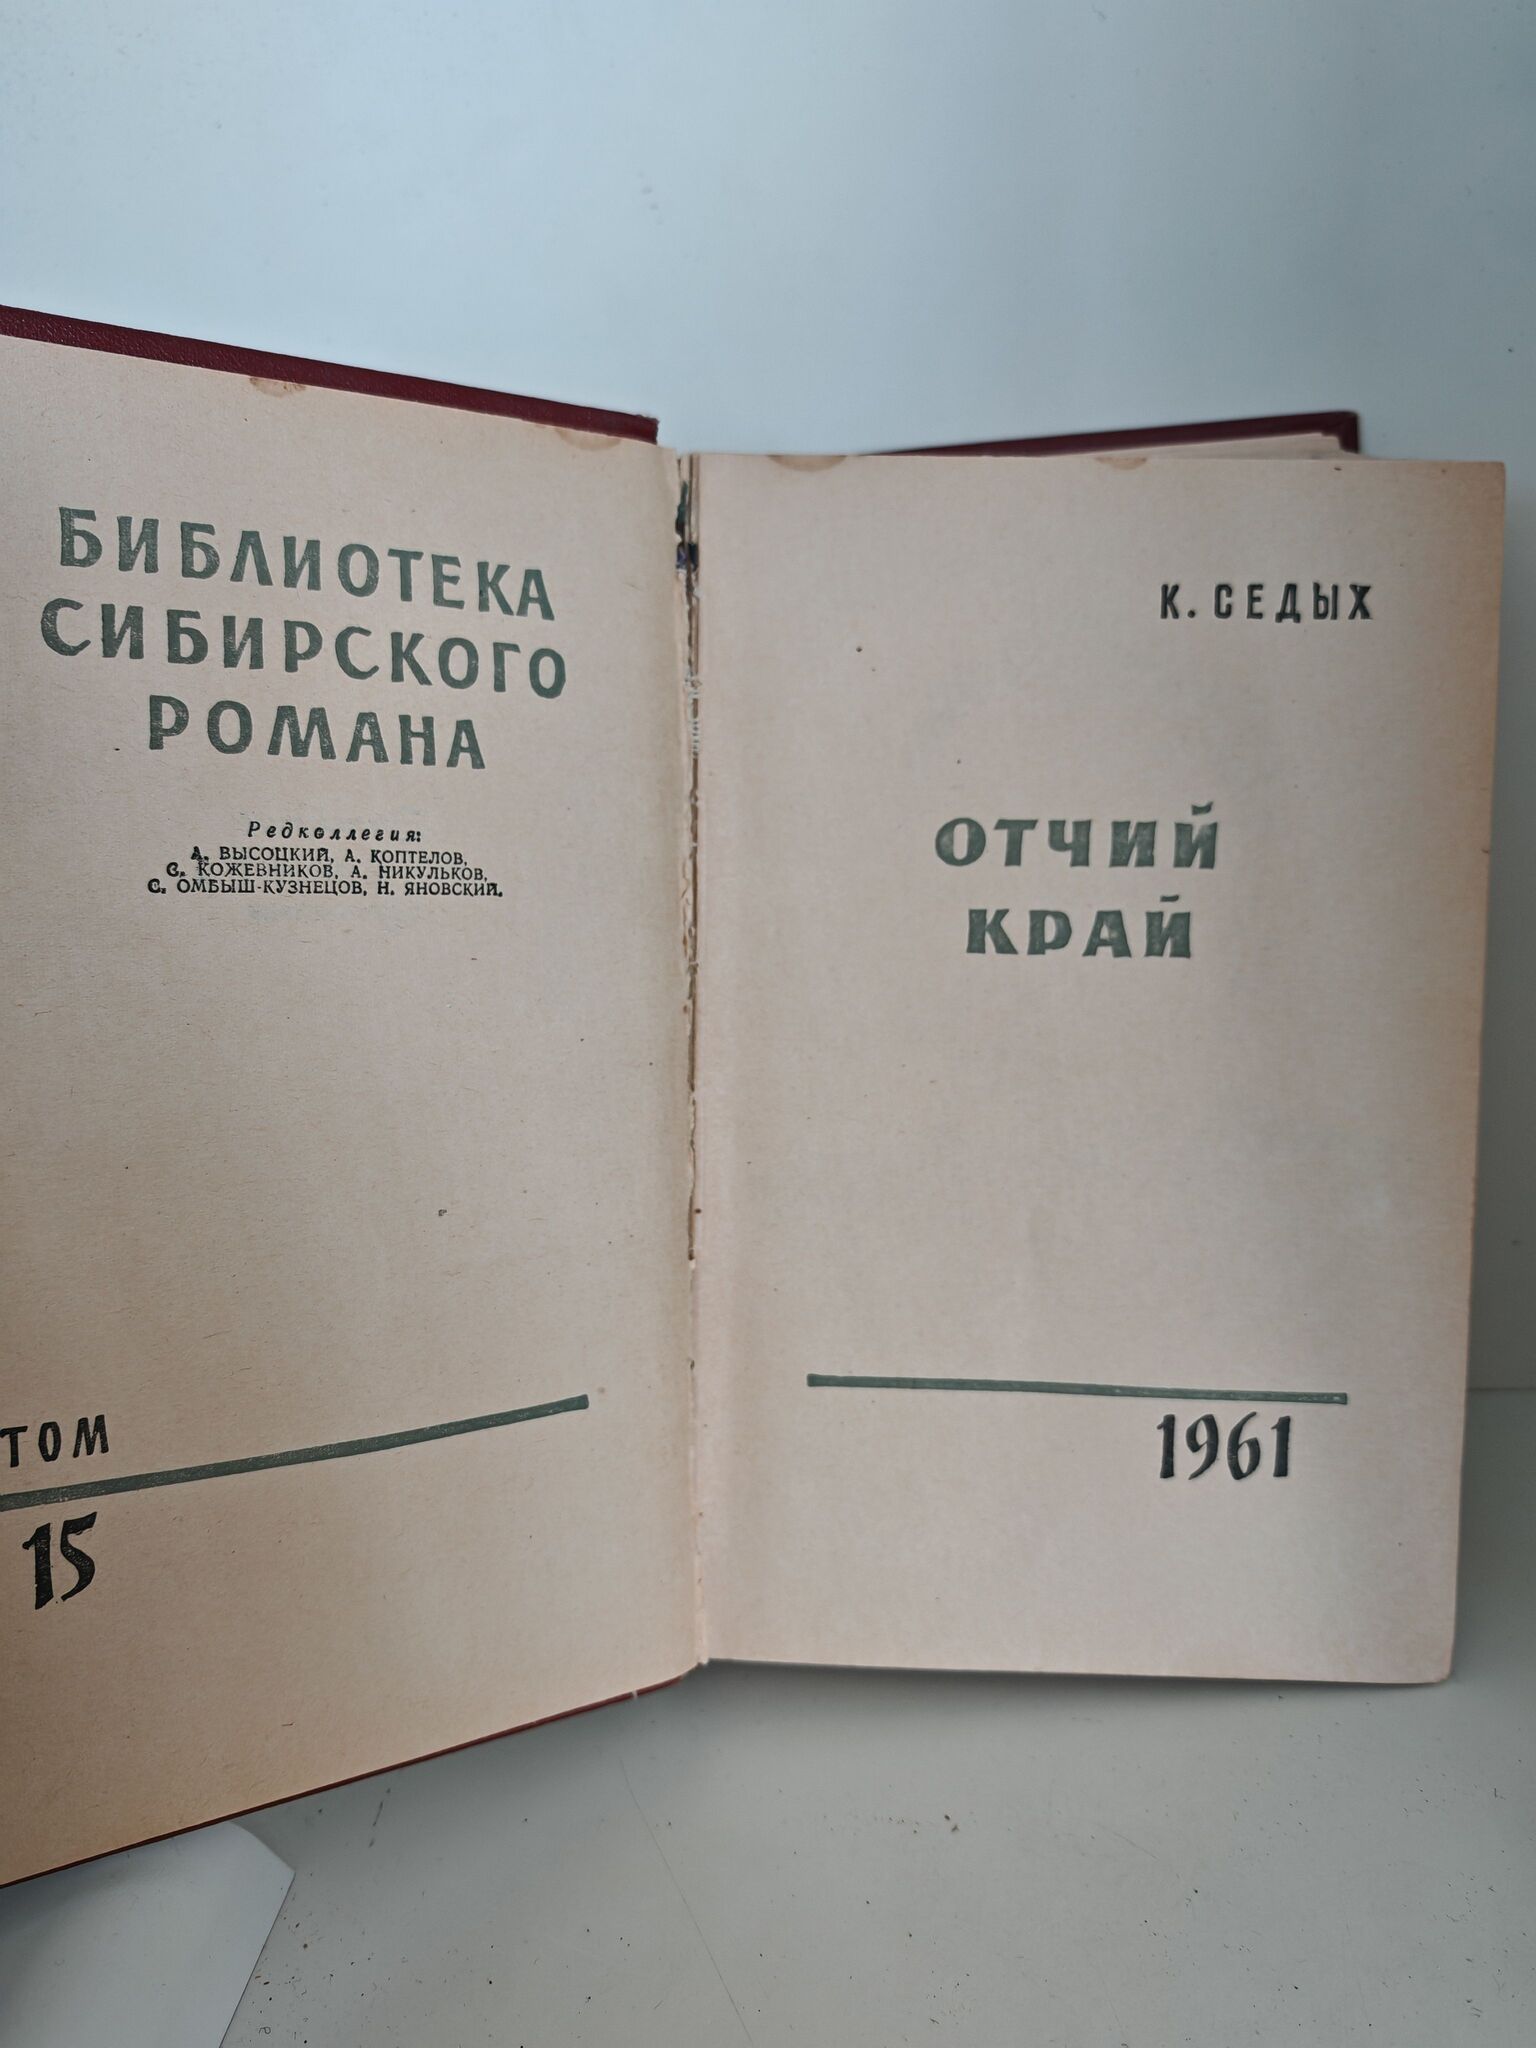 БИБЛИОТЕКА
СИБИРСКОГО
РОМАНА
Редколлегия:
А. ВЫСОЦКИЙ, А. КОПТЕЛОВ,
С. КОЖЕВНИКОВ, А. НИКУЛЬКОВ,
С. ОМБЫШ-КУЗНЕЦОВ, Н. ЯНОВСКИЙ.
ТОМ
15
К. СЕДЫХ
ОТЧИЙ
КРАЙ
1961